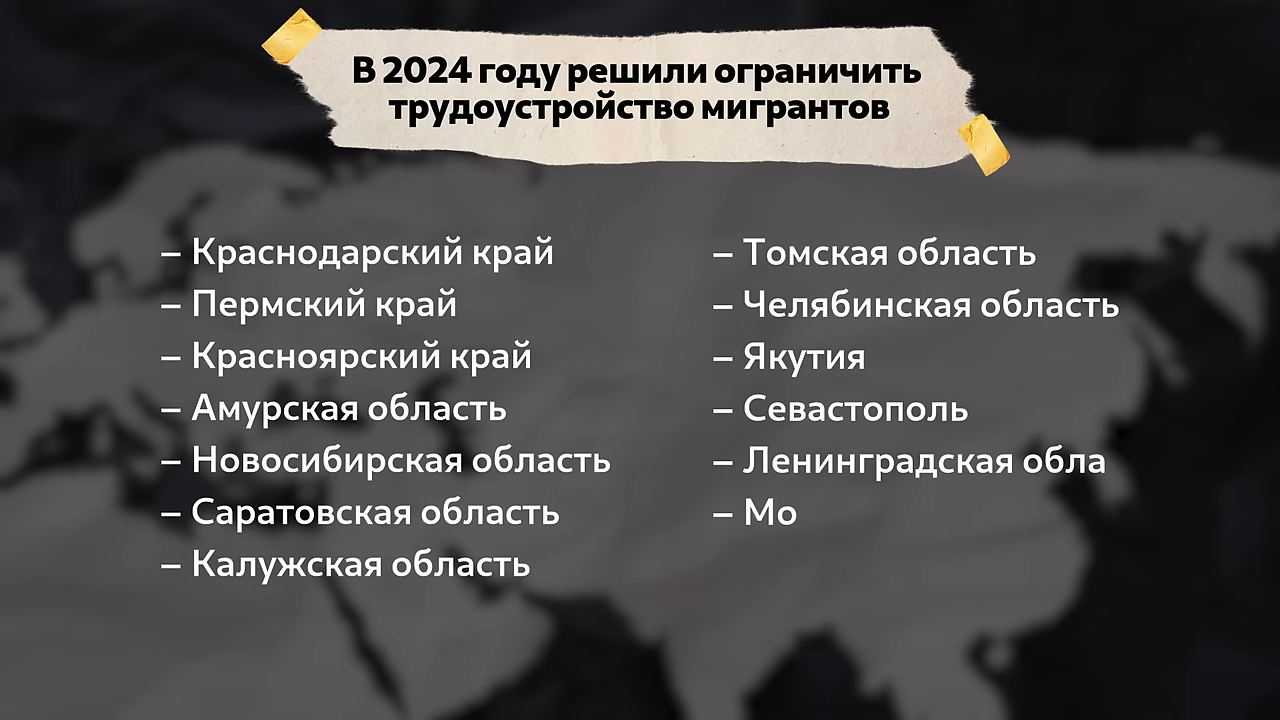 В 2024 году решили ограничить
трудоустройство мигрантов
– Краснодарский край
– Пермский край
– Красноярский край
– Амурская область
– Новосибирская область
– Саратовская область
– Калужская область
– Томская область
– Челябинская область
– Якутия
– Севастополь
– Ленинградская обла
– Мо